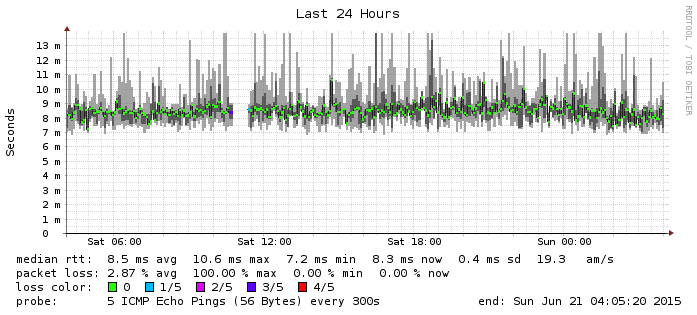 Last 24 Hours
RRDTOOL / TOBI OETIKER
Seconds
13 m
12 m
11 m
10 m
9 m
8 m
7 m
6 m
5 m
4 m
3 m
2 m
1 m
0
Sat 06:00 Sat 12:00 Sat 18:00 Sun 00:00
median rtt: 8.5 ms avg 10.6 ms max 7.2 ms min 8.3 ms now 0.4 ms sd 19.3 am/s
packet loss: 2.87 % avg 100.00 % max 0.00 % min 0.00 % now
loss color: 0 1/5 2/5 3/5 4/5
probe: 5 ICMP Echo Pings (56 Bytes) every 300s end: Sun Jun 21 04:05:20 2015